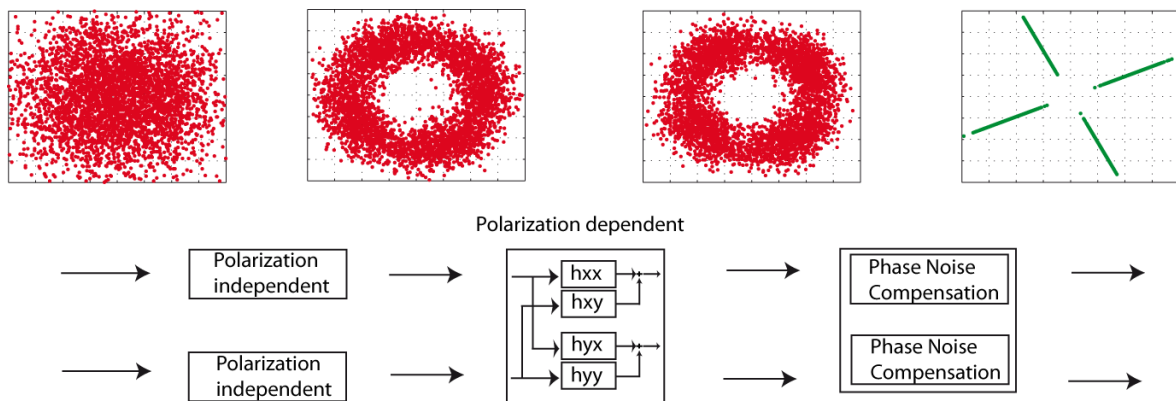 Polarization dependent
Polarization
independent
hxx
hxy
hyx
hyy
Phase Noise
Compensation
Polarization
independent
Phase Noise
Compensation